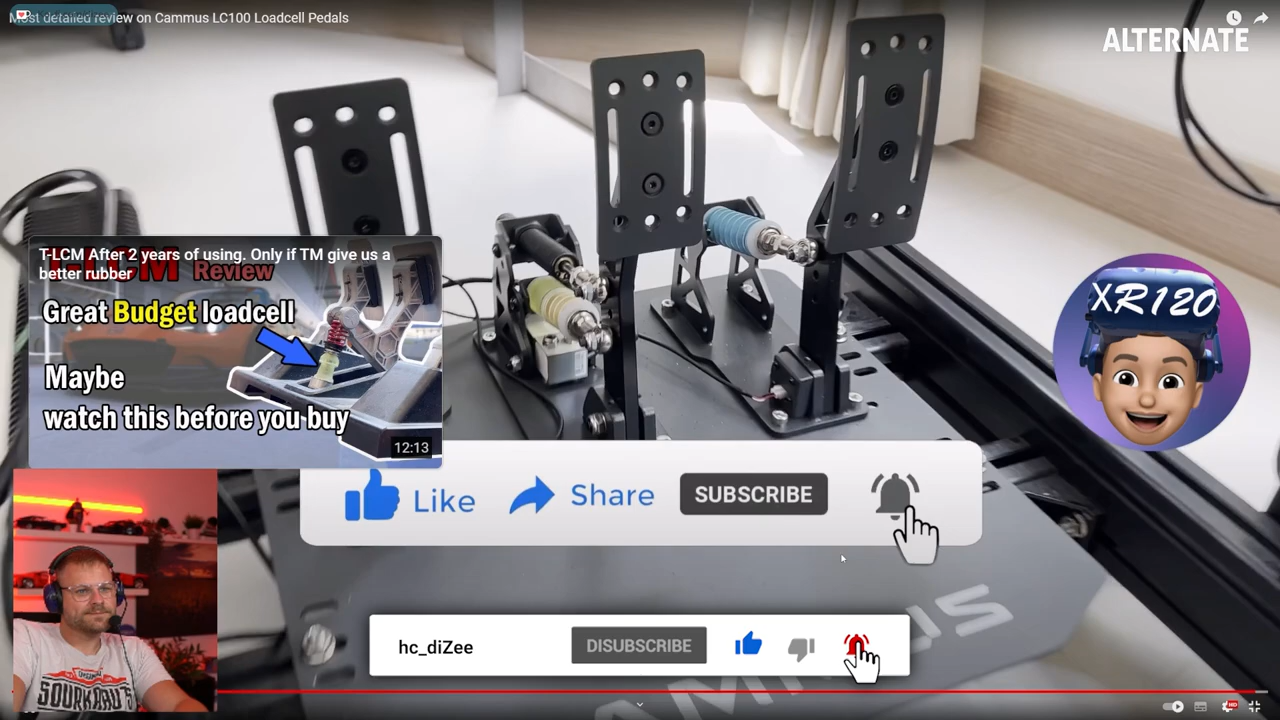 Most detailed review on Cammus LC100 Loadcell Pedals
ALTERNATE
T-LCM After 2 years of using. Only if TM give us a
better rubber
T-LCM Review
Great Budget loadcell
Maybe
watch this before you buy
12:13
XR120
Like
Share
SUBSCRIBE
hc_diZee
DISUBSCRIBE
HD